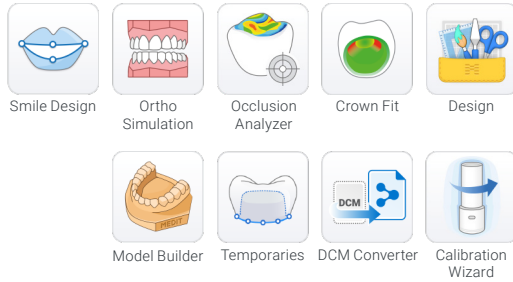 Smile Design
Ortho
Simulation
Occlusion
Analyzer
Crown Fit
Design
MEDIT
DCM
Model Builder
Temporaries
DCM Converter
Calibration
Wizard